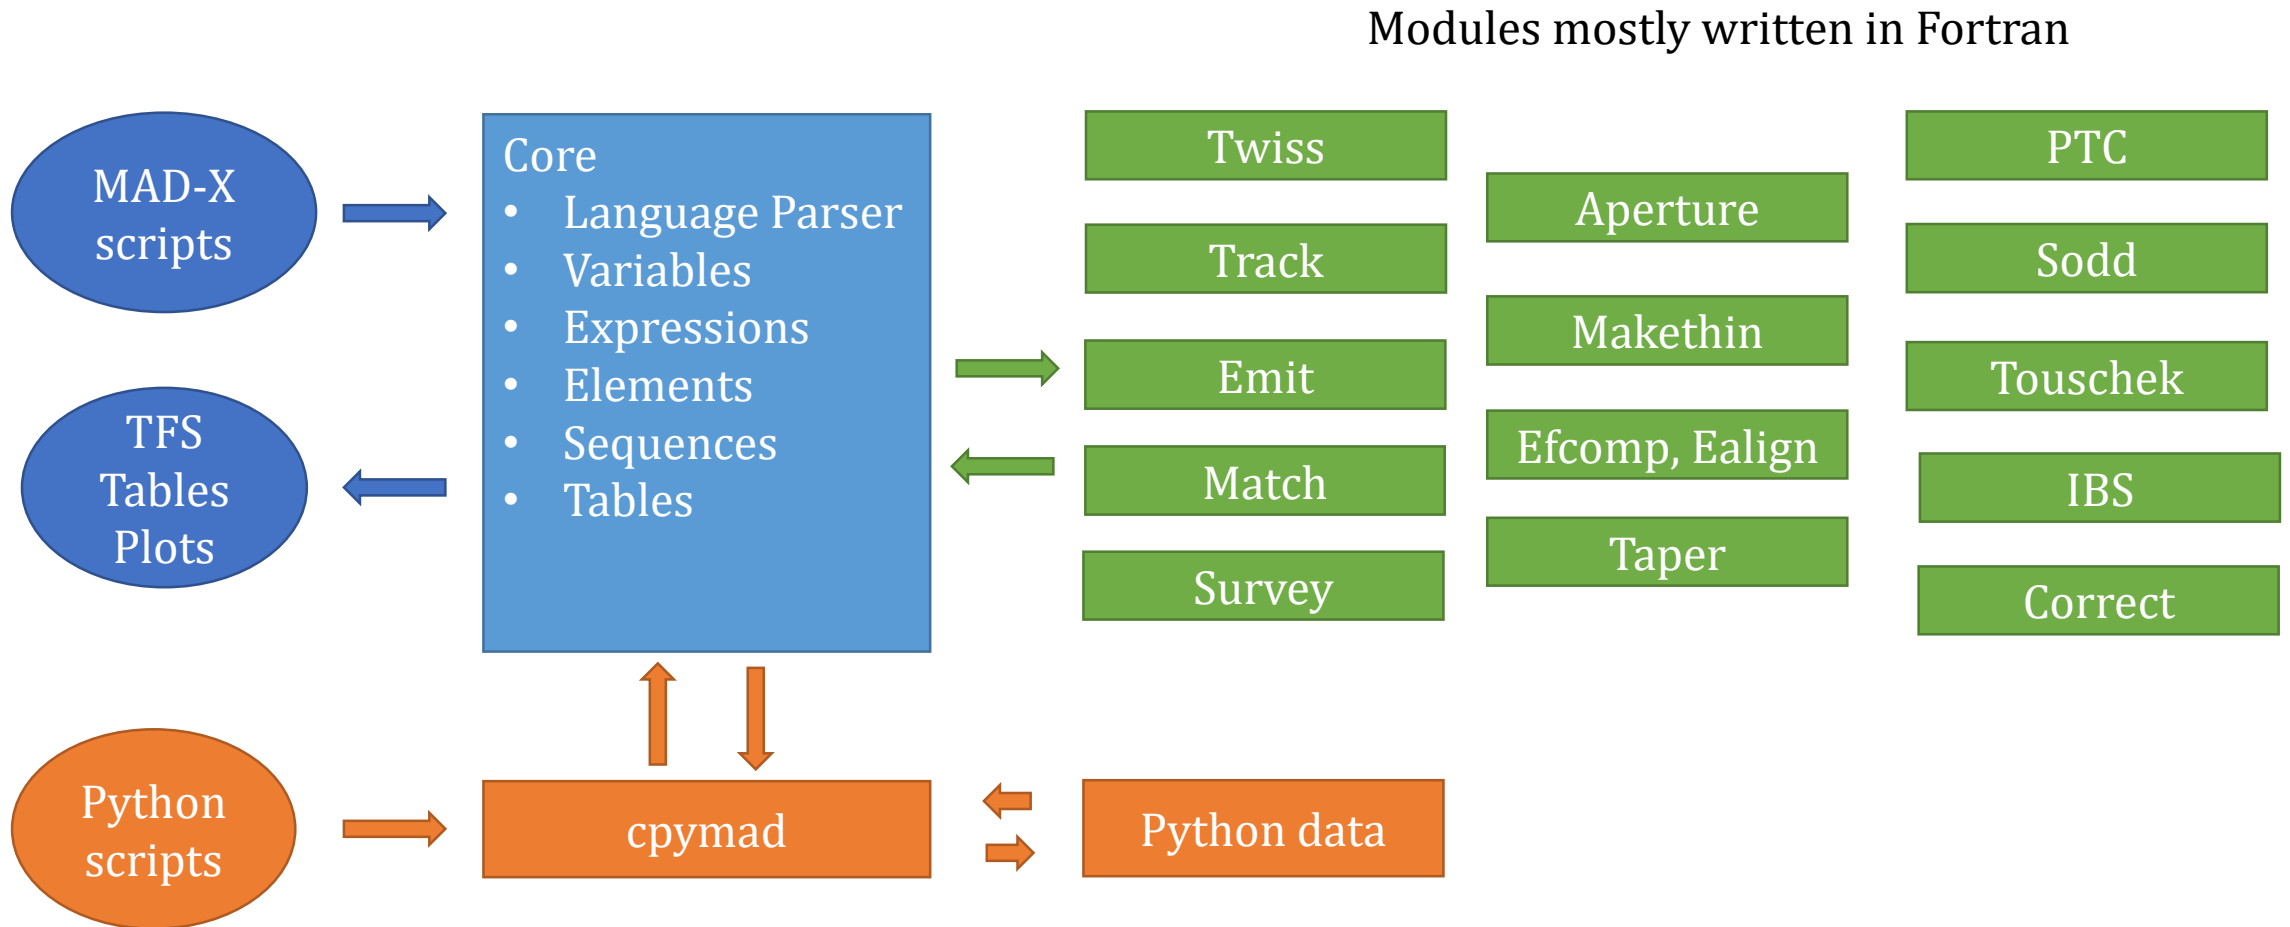 Modules mostly written in Fortran
MAD-X
scripts
TFS
Tables
Plots
Python
scripts
Core
• Language Parser
• Variables
• Expressions
• Elements
• Sequences
• Tables
cpymad
Twiss
Track
Emit
Match
Survey
Python data
Aperture
Makethin
Efcomp, Ealign
Taper
PTC
Sodd
Touschek
IBS
Correct